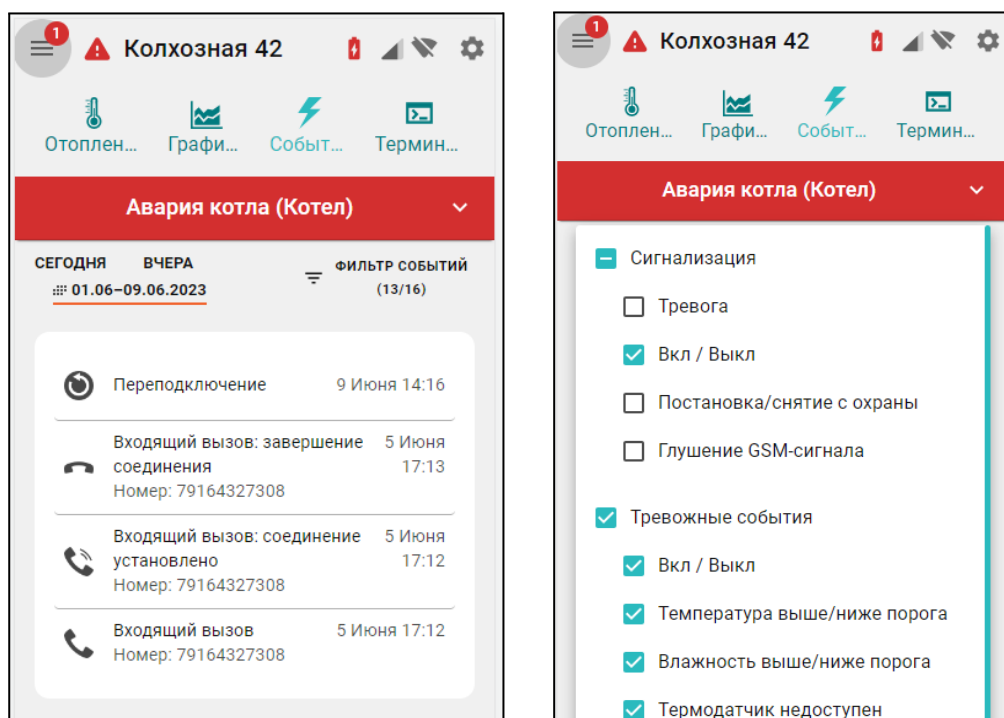 1
Колхозная 42
Отоплен...
Графи...
Событ...
Термин...
Авария котла (Котел)
СЕГОДНЯ ВЧЕРА
01.06–09.06.2023
ФИЛЬТР СОБЫТИЙ
(13/16)
Переподключение 9 Июня 14:16
Входящий вызов: завершение 5 Июня
соединения 17:13
Номер: 79164327308
Входящий вызов: соединение 5 Июня
установлено 17:12
Номер: 79164327308
Входящий вызов 5 Июня 17:12
Номер: 79164327308
1
Колхозная 42
Отоплен...
Графи...
Событ...
Термин...
Авария котла (Котел)
Сигнализация
Тревога
Вкл / Выкл
Постановка/снятие с охраны
Глушение GSM-сигнала
Тревожные события
Вкл / Выкл
Температура выше/ниже порога
Влажность выше/ниже порога
Термодатчик недоступен